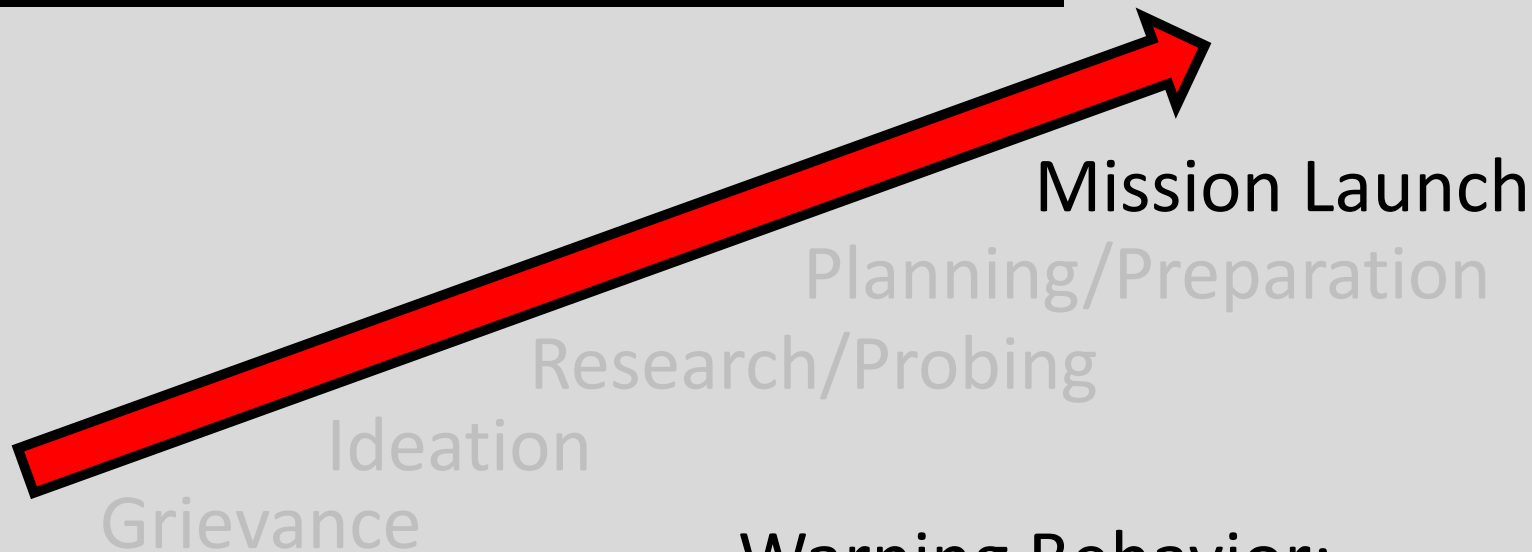 Mission Launch
Planning/Preparation
Research/Probing
Ideation
Grievance
Warning Behavior: